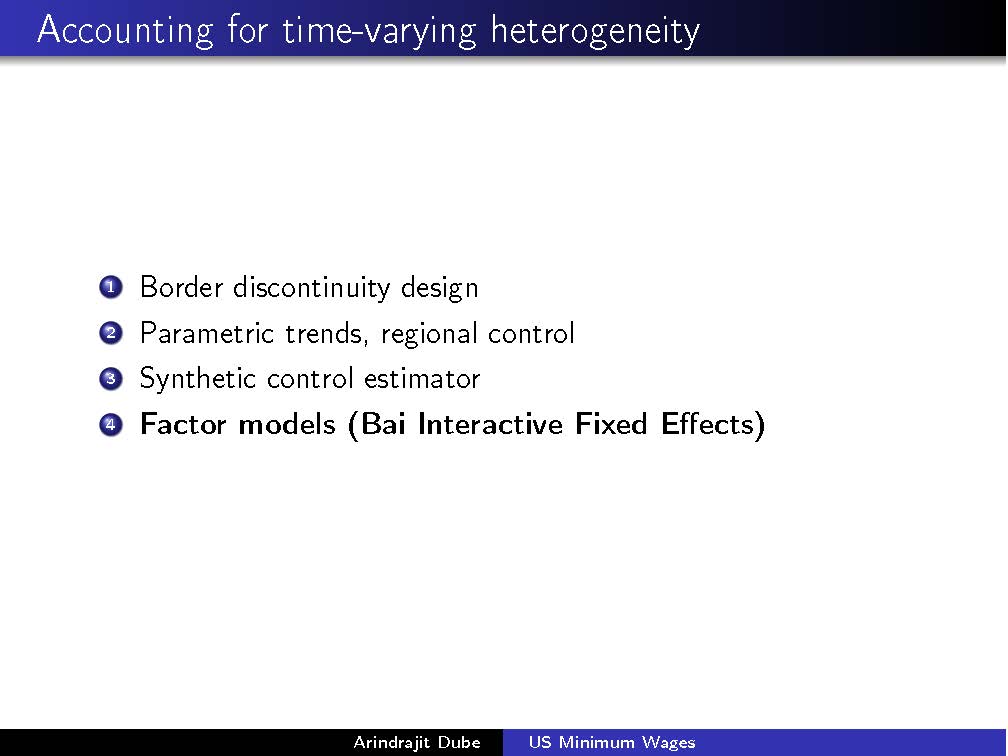 Accounting for time-varying heterogeneity
1 Border discontinuity design
2 Parametric trends, regional control
3 Synthetic control estimator
4 Factor models (Bai Interactive Fixed Effects)
Arindrajit Dube US Minimum Wages